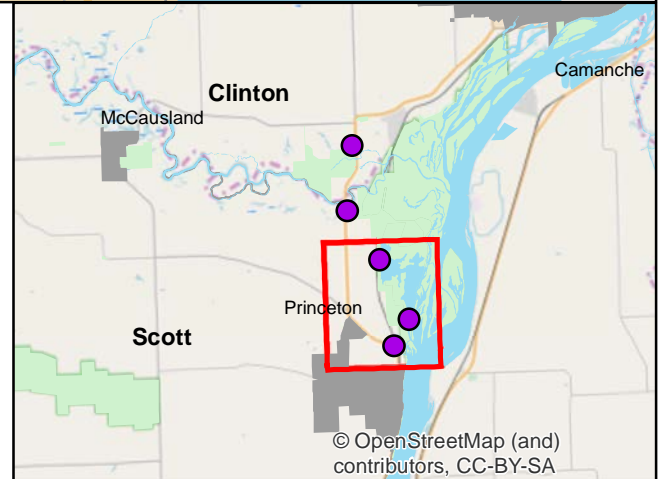 Camanche
Clinton
McCausland
Princeton
Scott
© OpenStreetMap (and)
contributors, CC-BY-SA